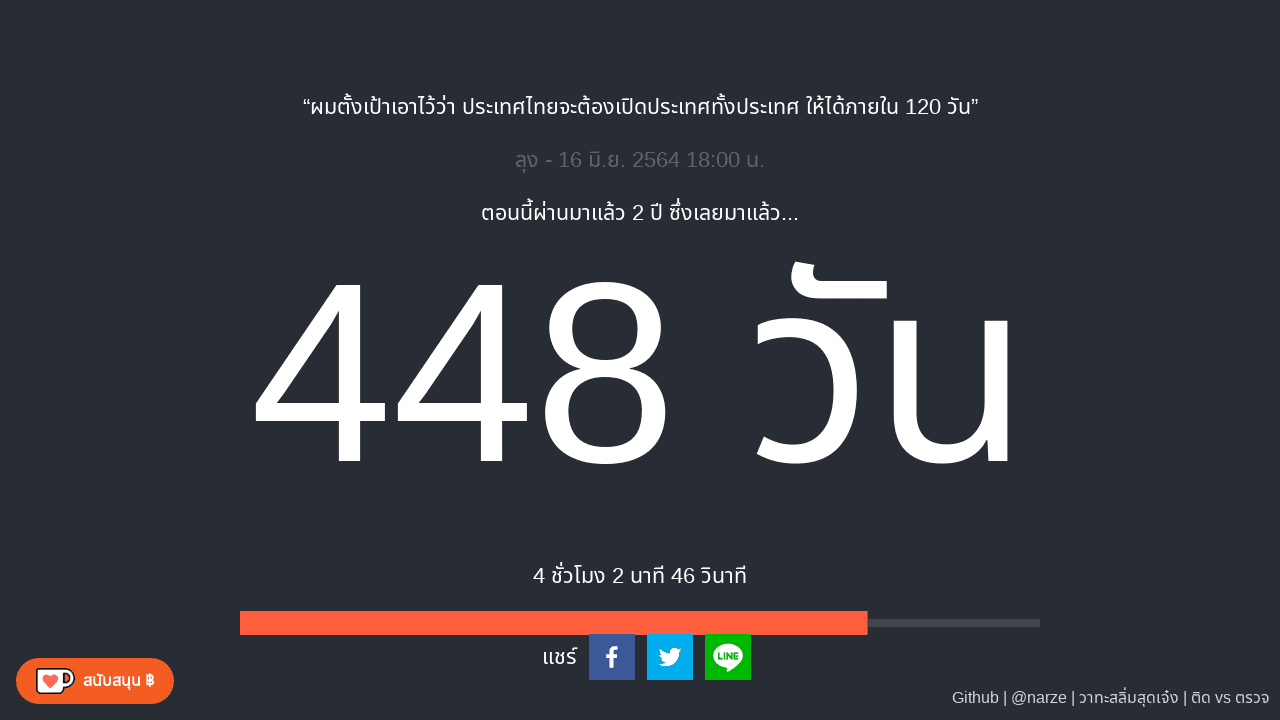 “ผมตั้งเป้าเอาไว้ว่า ประเทศไทยจะต้องเปิดประเทศทั้งประเทศ ให้ได้ภายใน 120 วัน”
ลุง - 16 มิ.ย. 2564 18:00 น.
ตอนนี้ผ่านมาแล้ว 2 ปี ซึ่งเลยมาแล้ว...
448 วัน
4 ชั่วโมง 2 นาที 46 วินาที
แชร์
LINE
สนับสนุน ฿
Github | @narze | วาทะสลิ่มสุดเจ๋ง | ติด vs ตรวจ